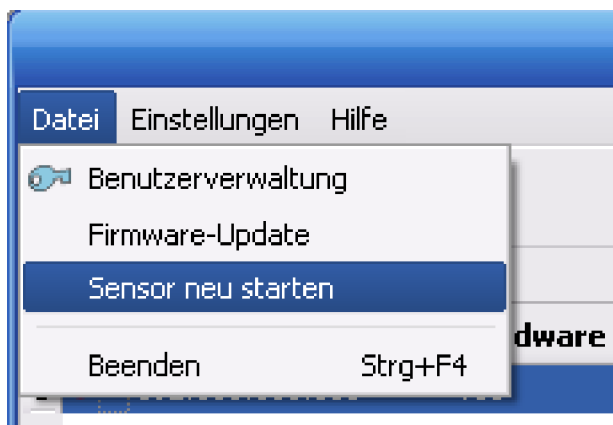 Datei Einstellungen Hilfe
Benutzerverwaltung
Firmware-Update
Sensor neu starten
dware
Beenden Strg+F4